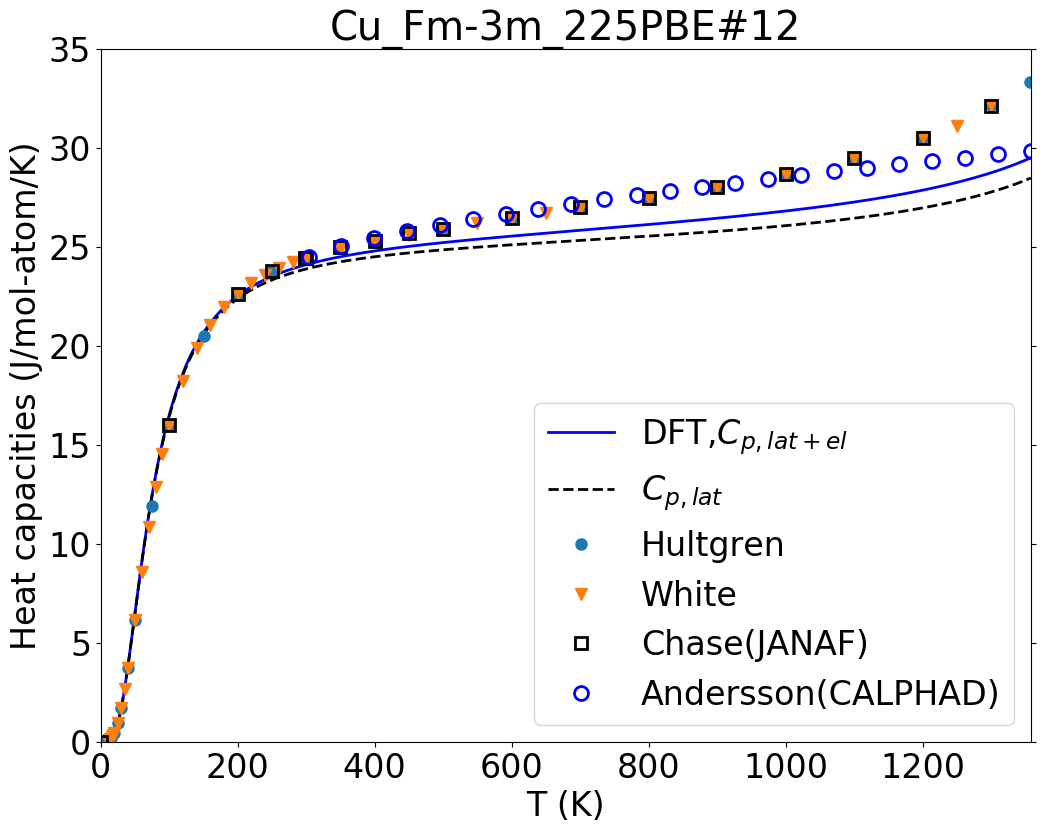 Cu_Fm-3m_225PBE#12
Heat capacities (J/mol-atom/K)
35
30
25
20
15
10
5
0
0 200 400 600 800 1000 1200
T (K)
DFT,C_{p, lat+el}
C_{p, lat}
Hultgren
White
Chase(JANAF)
Andersson(CALPHAD)